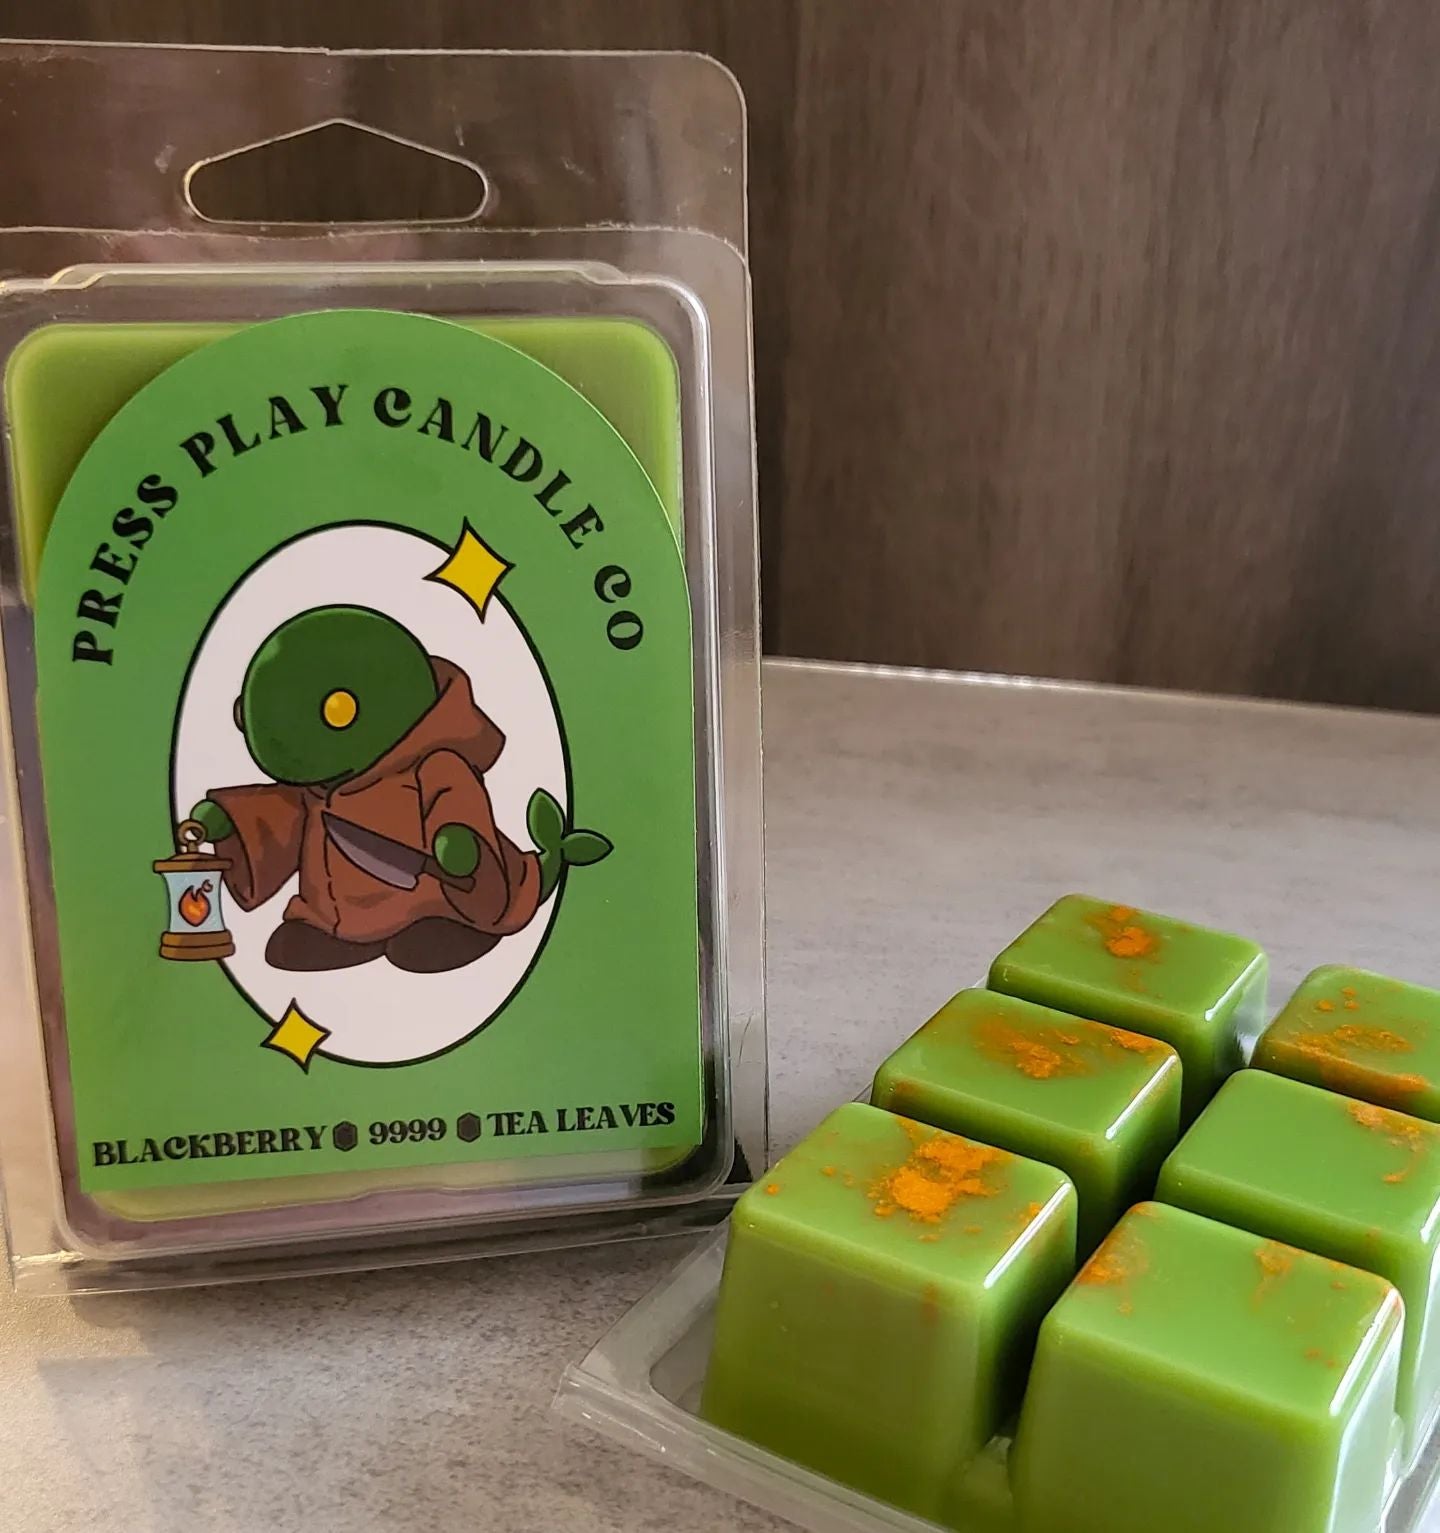 PRESS PLAY CANDLE CO
BLACKBERRY ⬢ 9999 ⬢ TEA LEAVES